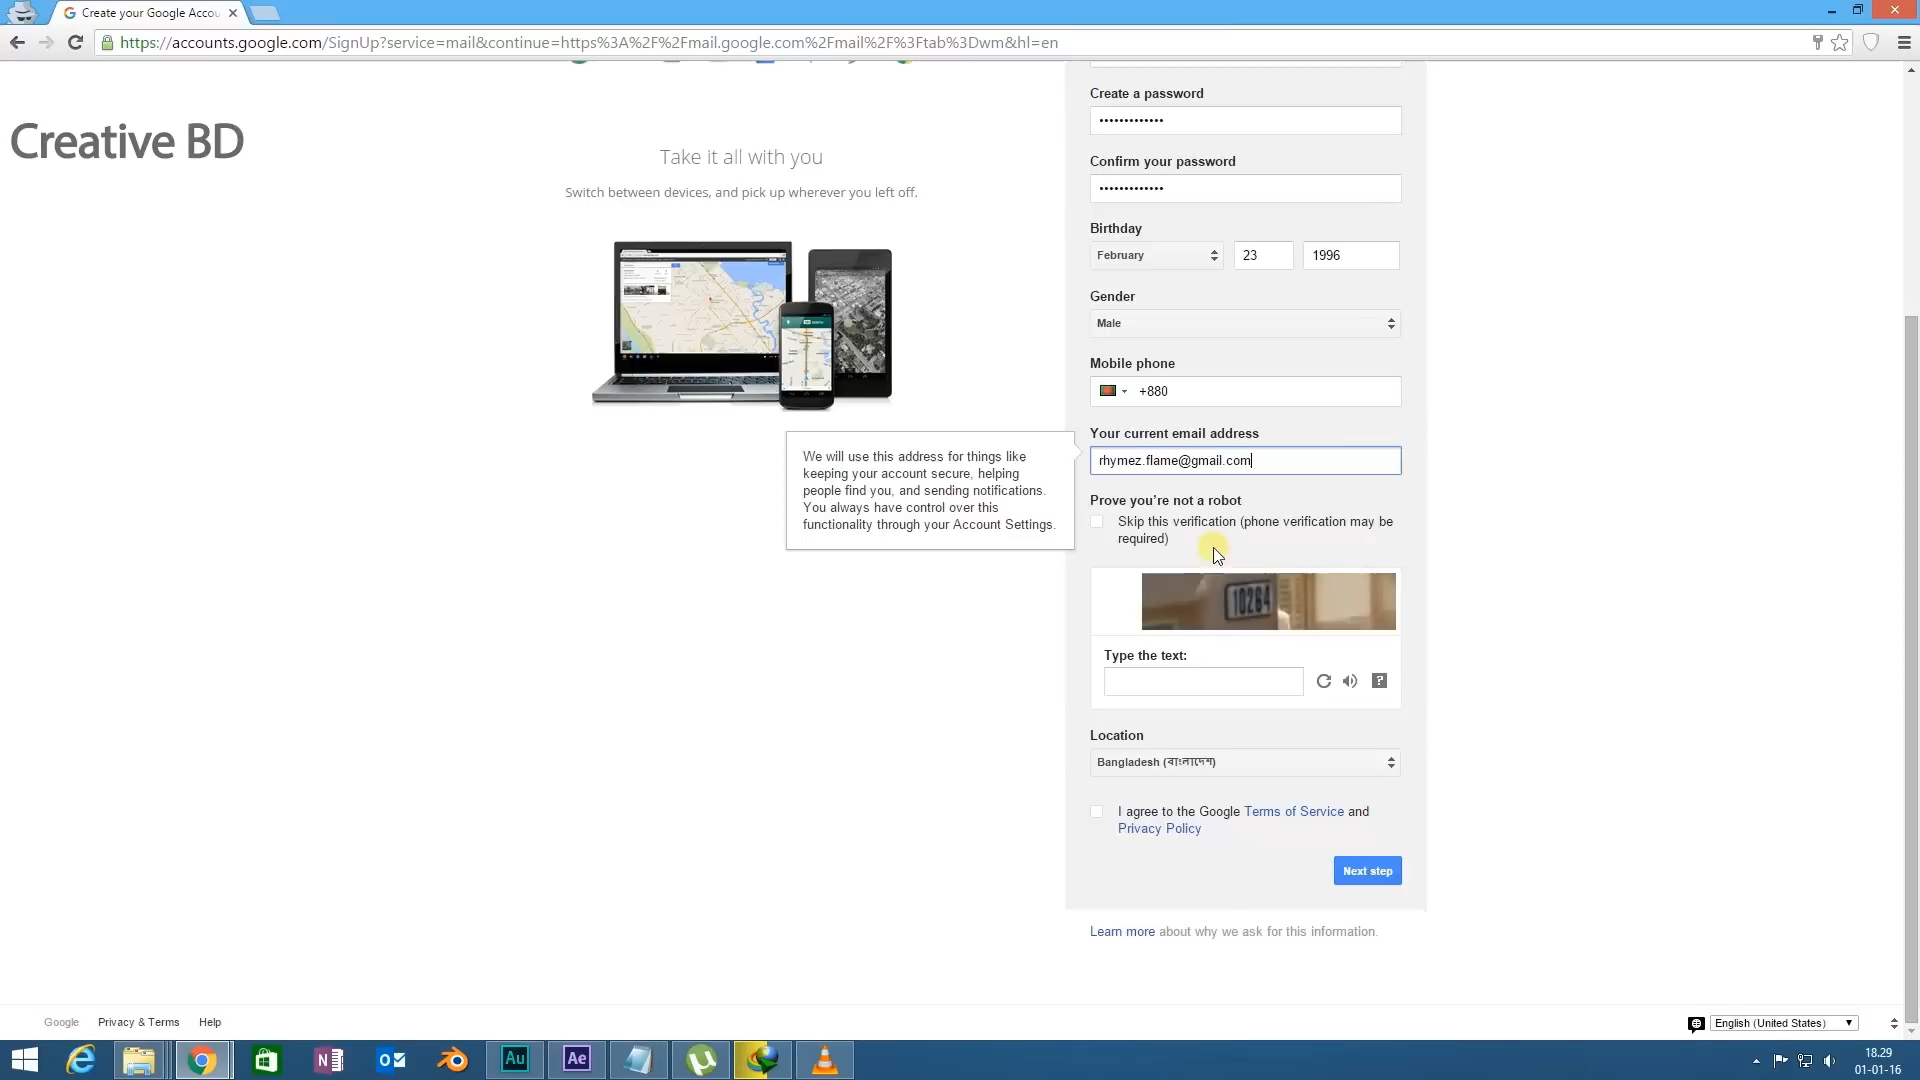 Create your Google Accou
https://accounts.google.com/SignUp?service=mail&continue=https%3A%2F%2Fmail.google.com%2Fmail%2F%3Ftab%3Dwm&hl=en
Creative BD
Take it all with you
Switch between devices, and pick up wherever you left off.
Create a password
•••••••••••••
Confirm your password
•••••••••••••
Birthday
February 23 1996
Gender
Male
Mobile phone
+880
Your current email address
rhymez.flame@gmail.com
We will use this address for things like
keeping your account secure, helping
people find you, and sending notifications.
You always have control over this
functionality through your Account Settings.
Prove you're not a robot
Skip this verification (phone verification may be
required)
10264
Type the text:
Location
Bangladesh (বাংলাদেশ)
I agree to the Google Terms of Service and
Privacy Policy
Next step
Learn more about why we ask for this information.
Google Privacy & Terms Help
English (United States)
Au Ae
18.29
01-01-16